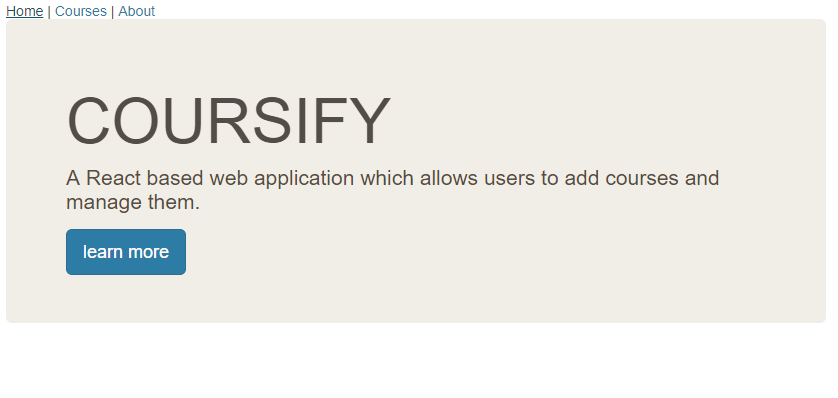 Home | Courses | About
COURSIFY
A React based web application which allows users to add courses and
manage them.
learn more